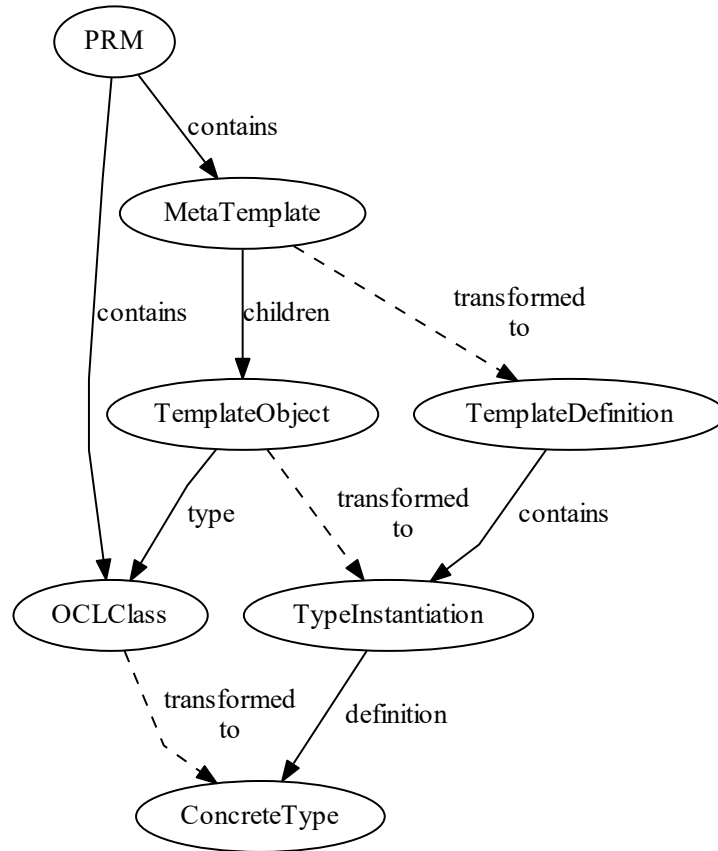 PRM
contains
MetaTemplate
transformed
to
contains
children
TemplateObject
TemplateDefinition
transformed
to
type
contains
OCLClass
TypeInstantiation
transformed
to
definition
ConcreteType